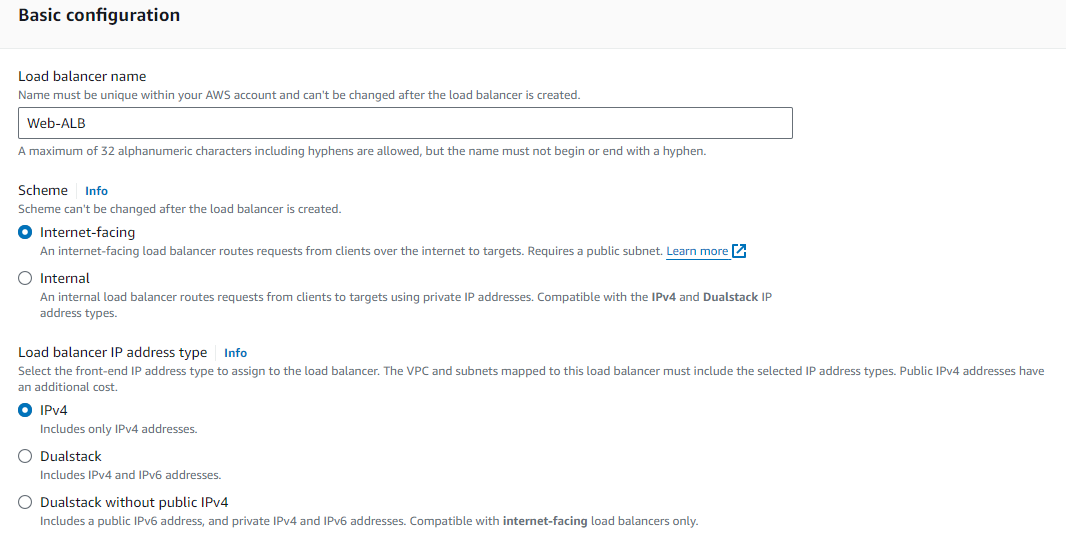 Basic configuration
Load balancer name
Name must be unique within your AWS account and can't be changed after the load balancer is created.
Web-ALB
A maximum of 32 alphanumeric characters including hyphens are allowed, but the name must not begin or end with a hyphen.
Scheme Info
Scheme can't be changed after the load balancer is created.
Internet-facing
An internet-facing load balancer routes requests from clients over the internet to targets. Requires a public subnet. Learn more
Internal
An internal load balancer routes requests from clients to targets using private IP addresses. Compatible with the IPv4 and Dualstack IP
address types.
Load balancer IP address type Info
Select the front-end IP address type to assign to the load balancer. The VPC and subnets mapped to this load balancer must include the selected IP address types. Public IPv4 addresses have
an additional cost.
IPv4
Includes only IPv4 addresses.
Dualstack
Includes IPv4 and IPv6 addresses.
Dualstack without public IPv4
Includes a public IPv6 address, and private IPv4 and IPv6 addresses. Compatible with internet-facing load balancers only.